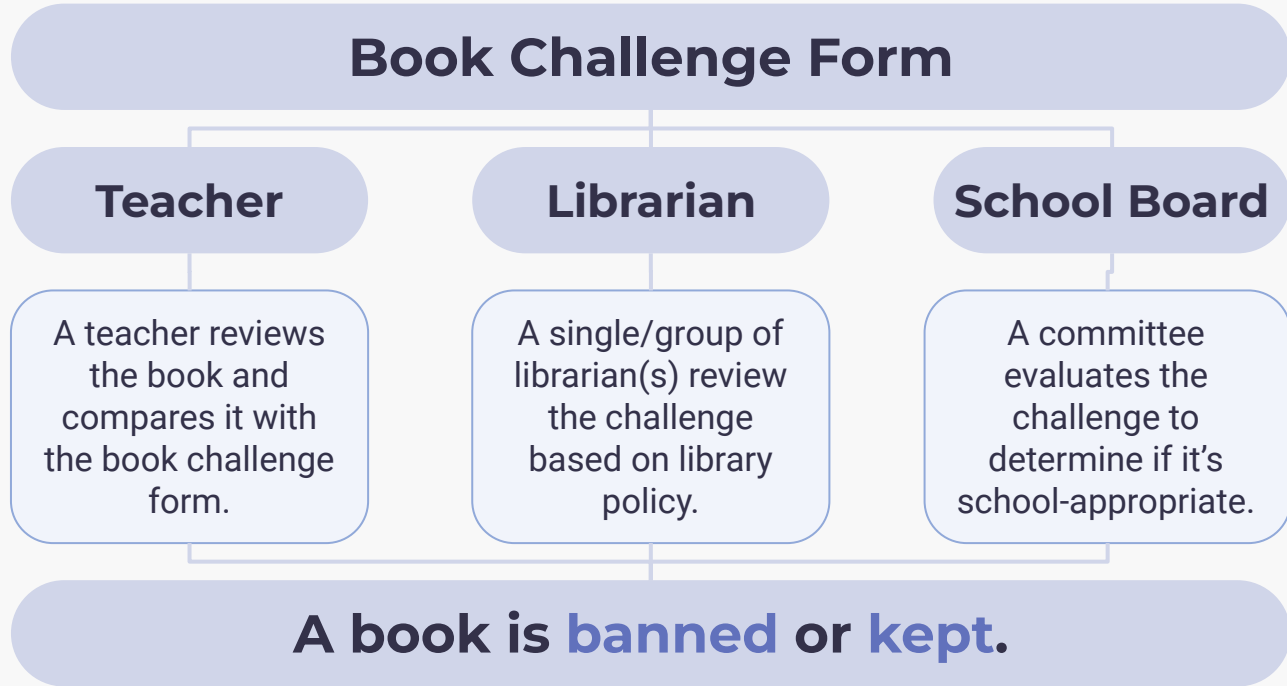 Book Challenge Form
Teacher
Librarian
School Board
A teacher reviews
the book and
compares it with
the book challenge
form.
A single/group of
librarian(s) review
the challenge
based on library
policy.
A committee
evaluates the
challenge to
determine if it’s
school-appropriate.
A book is banned or kept.